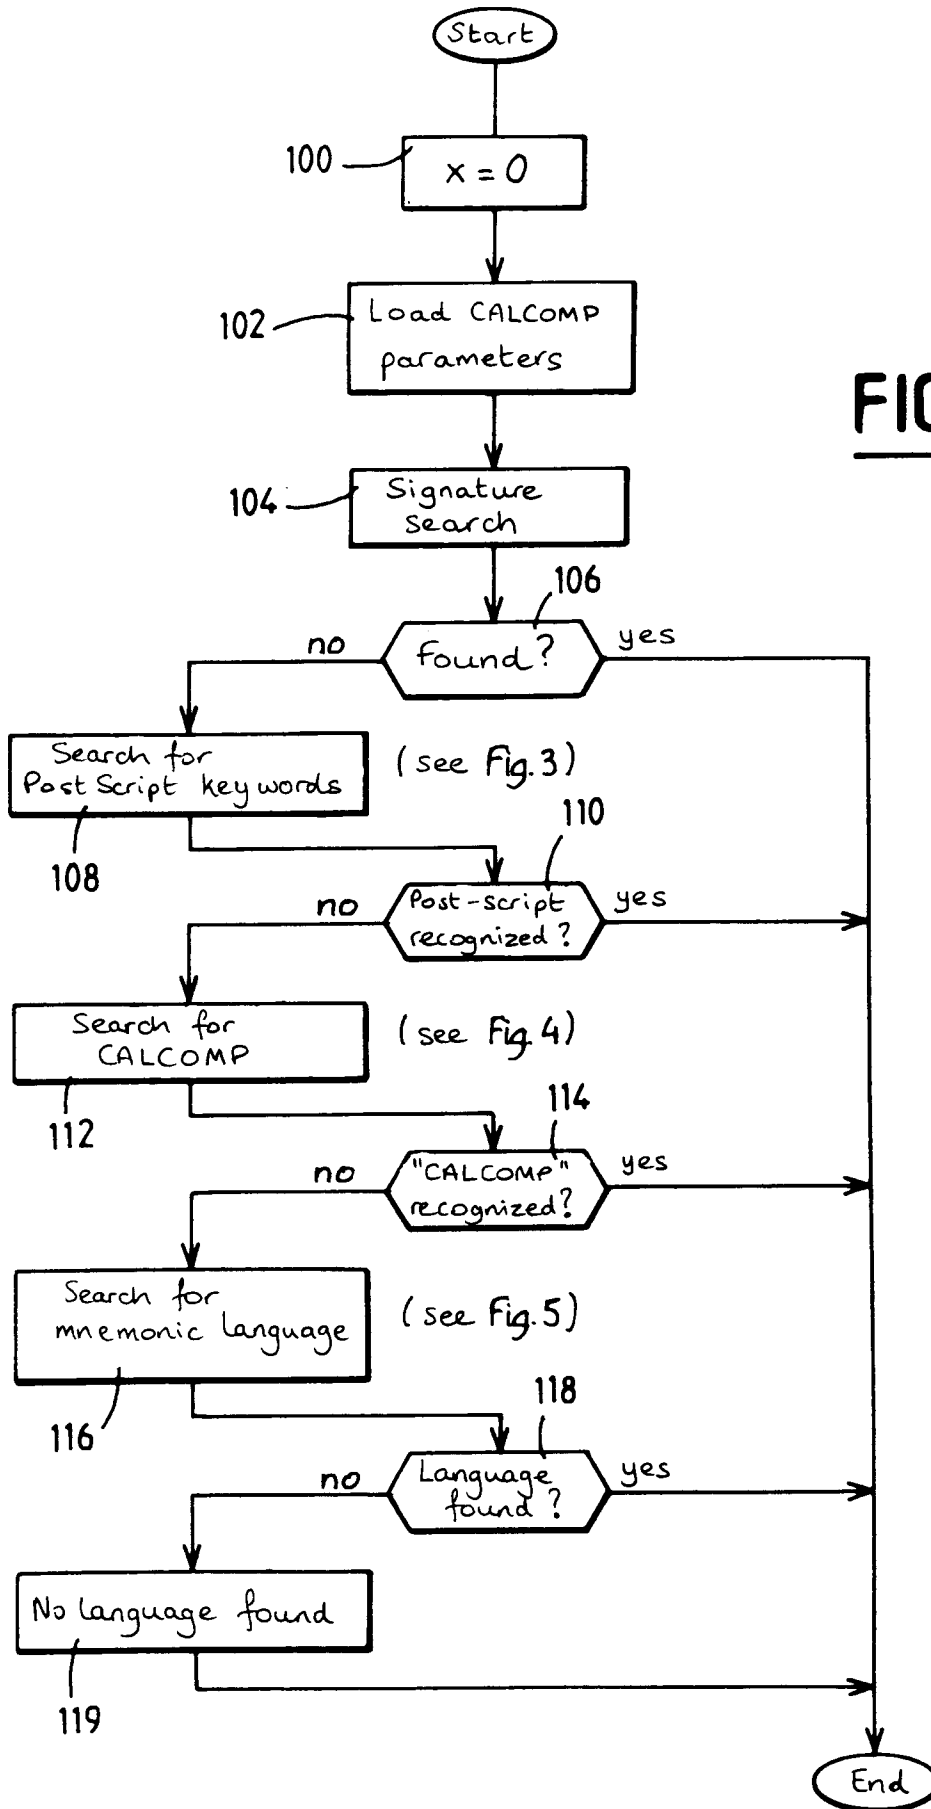 Start
100
x = 0
102
Load CALCOMP
parameters
FIG
104
Signature
search
106
no
found?
yes
Search for
PostScript keywords
(see Fig. 3)
108
110
no
Post-script
recognized?
yes
Search for
CALCOMP
(see Fig. 4)
112
114
no
"CALCOMP"
recognized?
yes
Search for
mnemonic language
(see Fig. 5)
116
118
no
Language
found?
yes
No language found
119
End